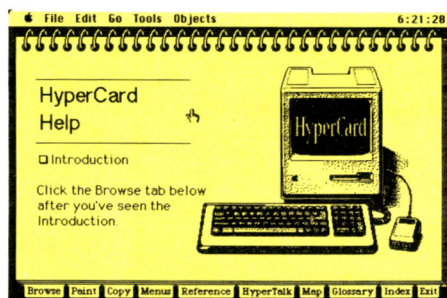 File Edit Go Tools Objects 6:21:28
HyperCard
Help
Introduction
Click the Browse tab below
after you've seen the
Introduction.
HyperCard
Browse Paint Copy Menus Reference HyperTalk Map Glossary Index Exit